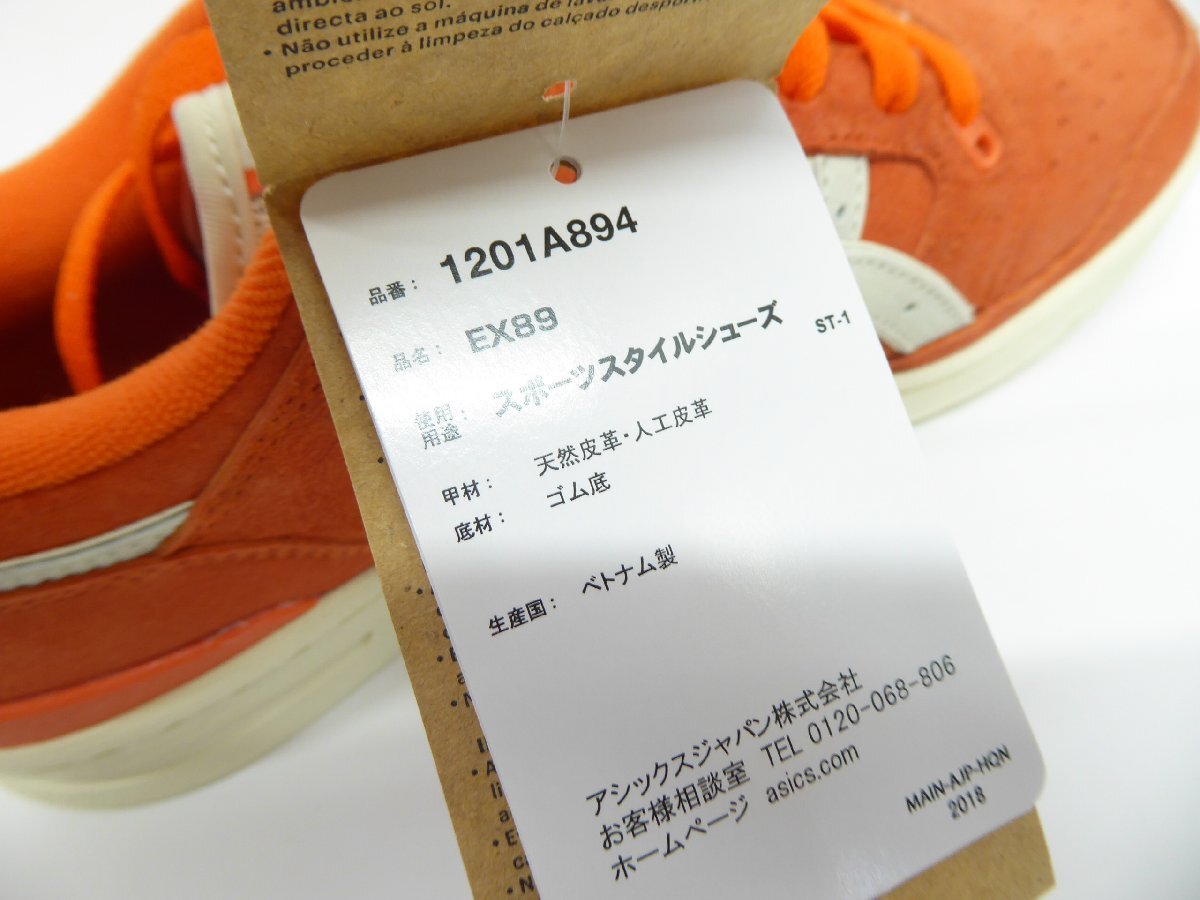 directa ao sol.
• Não utilize a máquina de
proceder à limpeza do calçado
品番： 1201A894
品名： EX89
使用用途： スポーツスタイルシューズ ST-1
甲材： 天然皮革・人工皮革
底材： ゴム底
生産国： ベトナム製
アシックスジャパン株式会社
お客様相談室 TEL 0120-068-806
ホームページ asics.com
MAIN-AJP-HQN
2018